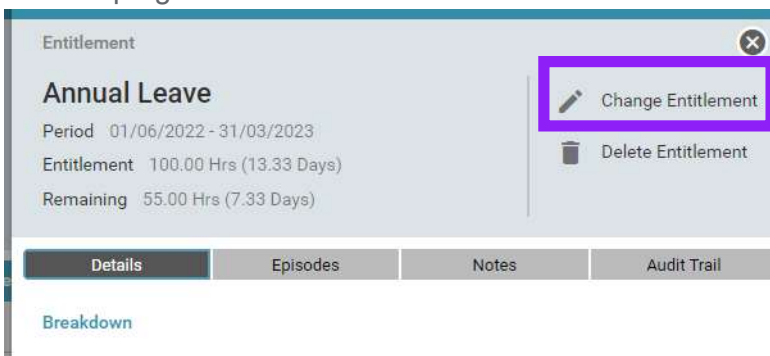 Entitlement
Annual Leave
Change Entitlement
Period 01/06/2022 - 31/03/2023
Entitlement 100.00 Hrs (13.33 Days)
Delete Entitlement
Remaining 55.00 Hrs (7.33 Days)
Details Episodes Notes Audit Trail
Breakdown